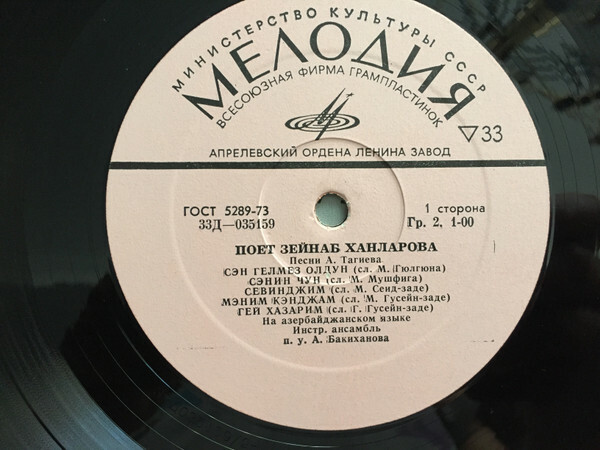 МИНИСТЕРСТВО КУЛЬТУРЫ СССР
МЕЛОДИЯ
ВСЕСОЮЗНАЯ ФИРМА ГРАМПЛАСТИНОК
33
АПРЕЛЕВСКИЙ ОРДЕНА ЛЕНИНА ЗАВОД
ГОСТ 5289-73
1 сторона
33Д—035159
Гр. 2, 1-00
ПОЕТ ЗЕЙНАБ ХАНЛАРОВА
Песни А. Тагиева
СЭН ГЕЛМЕЗ ОЛДУН (сл. М. Гюлгюна)
СЭНИН ЧУН (сл. М. Мушфига)
СЕВИНДЖИМ (сл. М. Сеид-заде)
МЭНИМ КЭНДЖАМ (сл. М. Гусейн-заде)
ГЕЙ ХАЗАРИМ (сл. Г. Гусейн-заде)
На азербайджанском языке
Инстр. ансамбль
п. у. А. Бакиханова